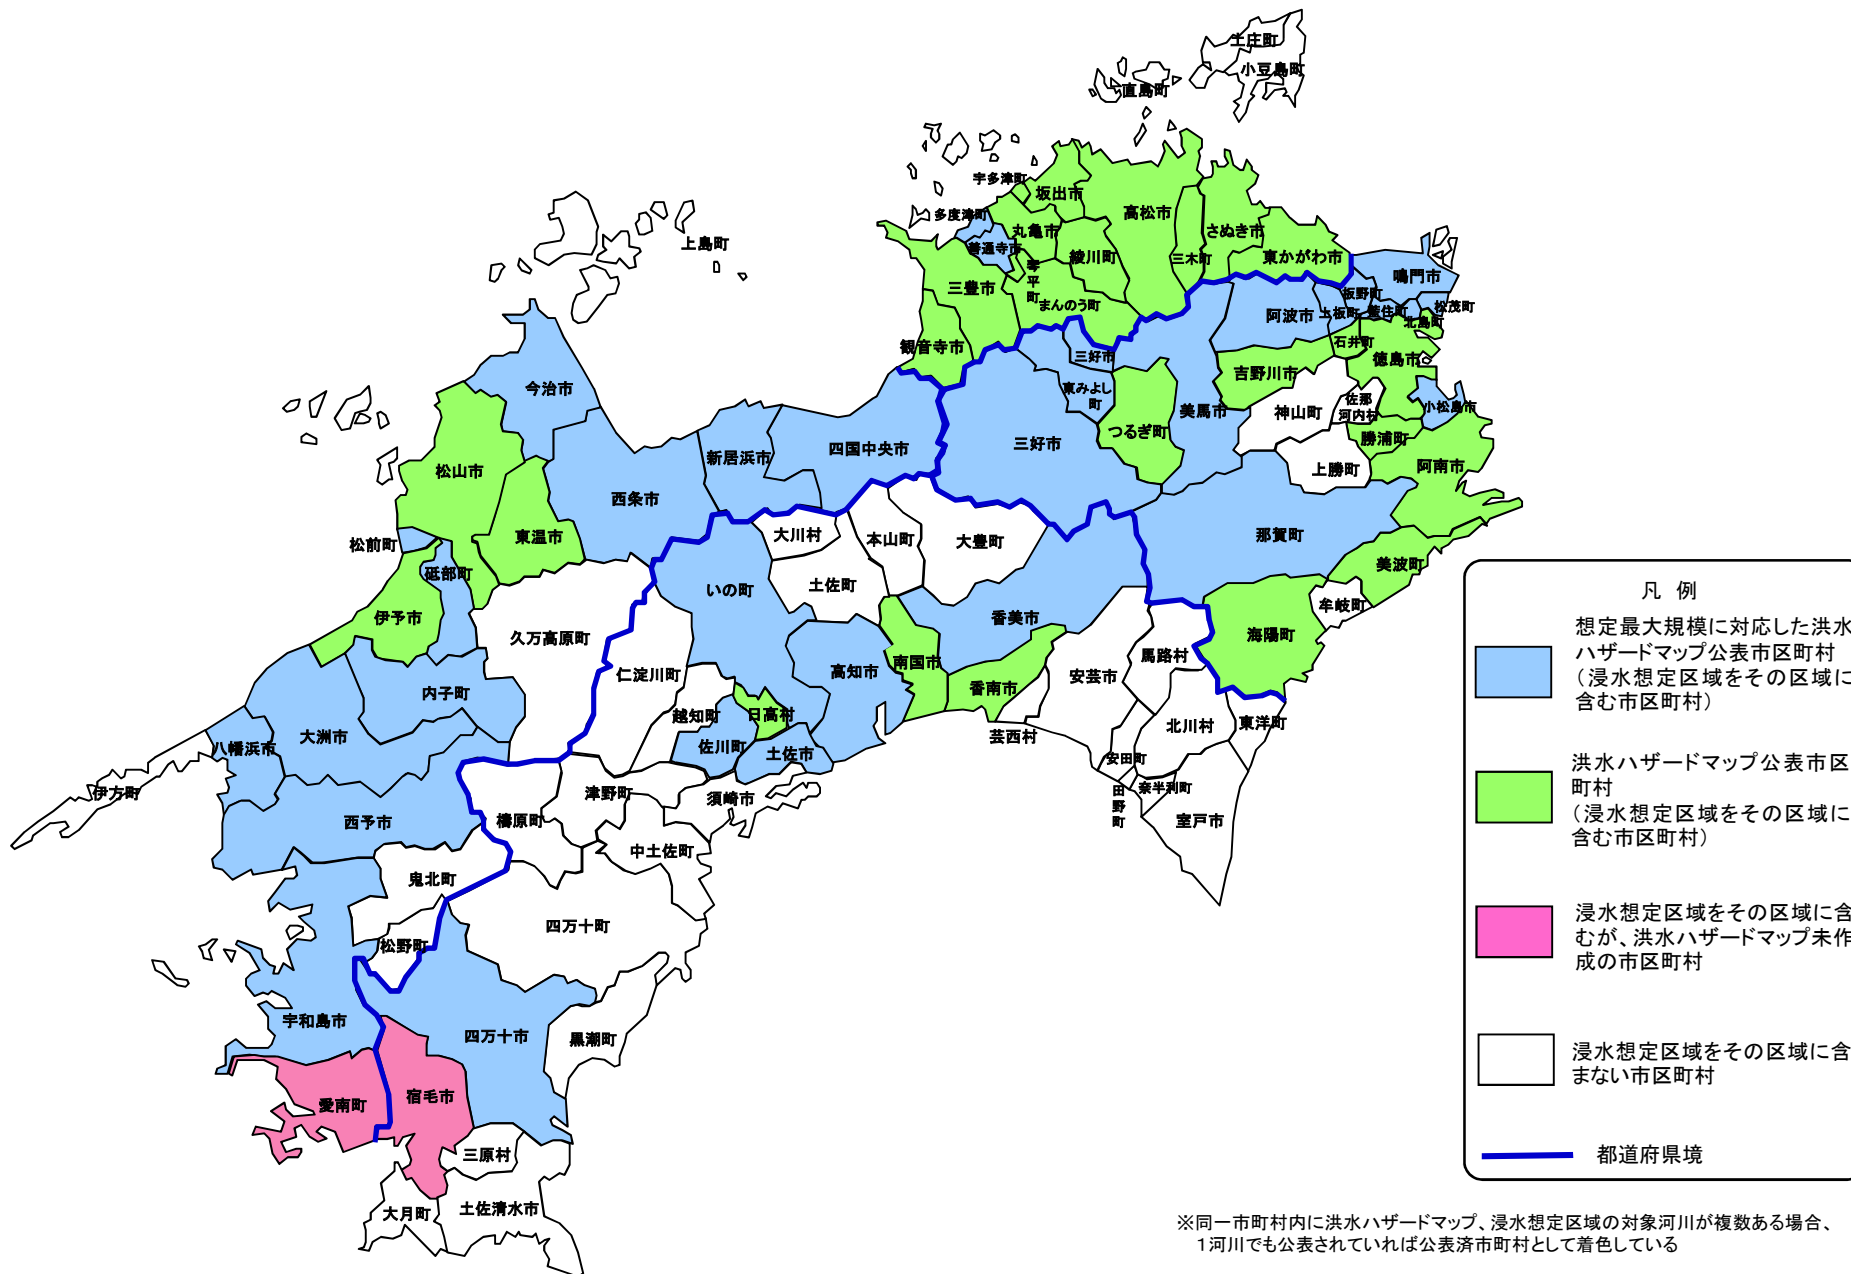 土庄町
小豆島町
直島町
宇多津町
坂出市
高松市
多度津町
丸亀市
さぬき市
善通寺市
綾川町
三木町
東かがわ市
琴平町
三豊市
まんのう町
観音寺市
上島町
鳴門市
板野町
松茂町
藍住町
上板町
北島町
阿波市
石井町
徳島市
三好市
吉野川市
東みよし
町
美馬市
神山町
佐那
河内村
小松島市
つるぎ町
勝浦町
三好市
上勝町
阿南市
今治市
四国中央市
新居浜市
松山市
西条市
東温市
松前町
砥部町
伊予市
大川村
本山町
大豊町
那賀町
美波町
土佐町
いの町
牟岐町
香美市
海陽町
久万高原町
仁淀川町
高知市
南国市
馬路村
安芸市
香南市
内子町
越知町
日高村
北川村
東洋町
芸西村
大洲市
八幡浜市
佐川町
土佐市
安田町
奈半利町
田野町
伊方町
津野町
須崎市
室戸市
西予市
檮原町
中土佐町
鬼北町
四万十町
松野町
宇和島市
四万十市
黒潮町
愛南町
宿毛市
三原村
大月町
土佐清水市
凡 例
想定最大規模に対応した洪水
ハザードマップ公表市区町村
（浸水想定区域をその区域に
含む市区町村）
洪水ハザードマップ公表市区
町村
（浸水想定区域をその区域に
含む市区町村）
浸水想定区域をその区域に含
むが、洪水ハザードマップ未作
成の市区町村
浸水想定区域をその区域に含
まない市区町村
都道府県境
※同一市町村内に洪水ハザードマップ、浸水想定区域の対象河川が複数ある場合、
1河川でも公表されていれば公表済市町村として着色している